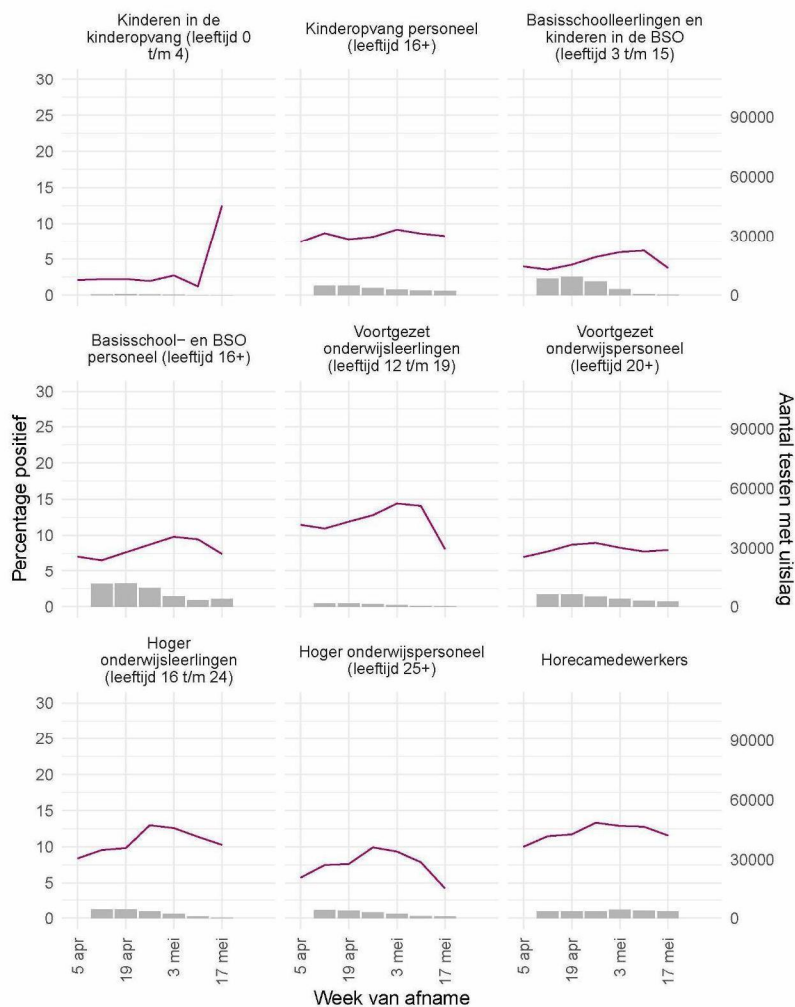 Kinderen in de
kinderopvang (leeftijd 0
t/m 4)
Kinderopvang personeel
(leeftijd 16+)
Basisschoolleerlingen en
kinderen in de BSO
(leeftijd 3 t/m 15)
30
25
20
15
10
5
0
90000
60000
30000
0
Basisschool- en BSO
personeel (leeftijd 16+)
Voortgezet
onderwijsleerlingen
(leeftijd 12 t/m 19)
Voortgezet
onderwijspersoneel
(leeftijd 20+)
Percentage positief
30
25
20
15
10
5
0
90000
60000
30000
0
Aantal testen met uitslag
Hoger
onderwijsleerlingen
(leeftijd 16 t/m 24)
Hoger onderwijspersoneel
(leeftijd 25+)
Horecamedewerkers
30
25
20
15
10
5
0
90000
60000
30000
0
5 apr
19 apr
3 mei
17 mei
5 apr
19 apr
3 mei
17 mei
5 apr
19 apr
3 mei
17 mei
Week van afname